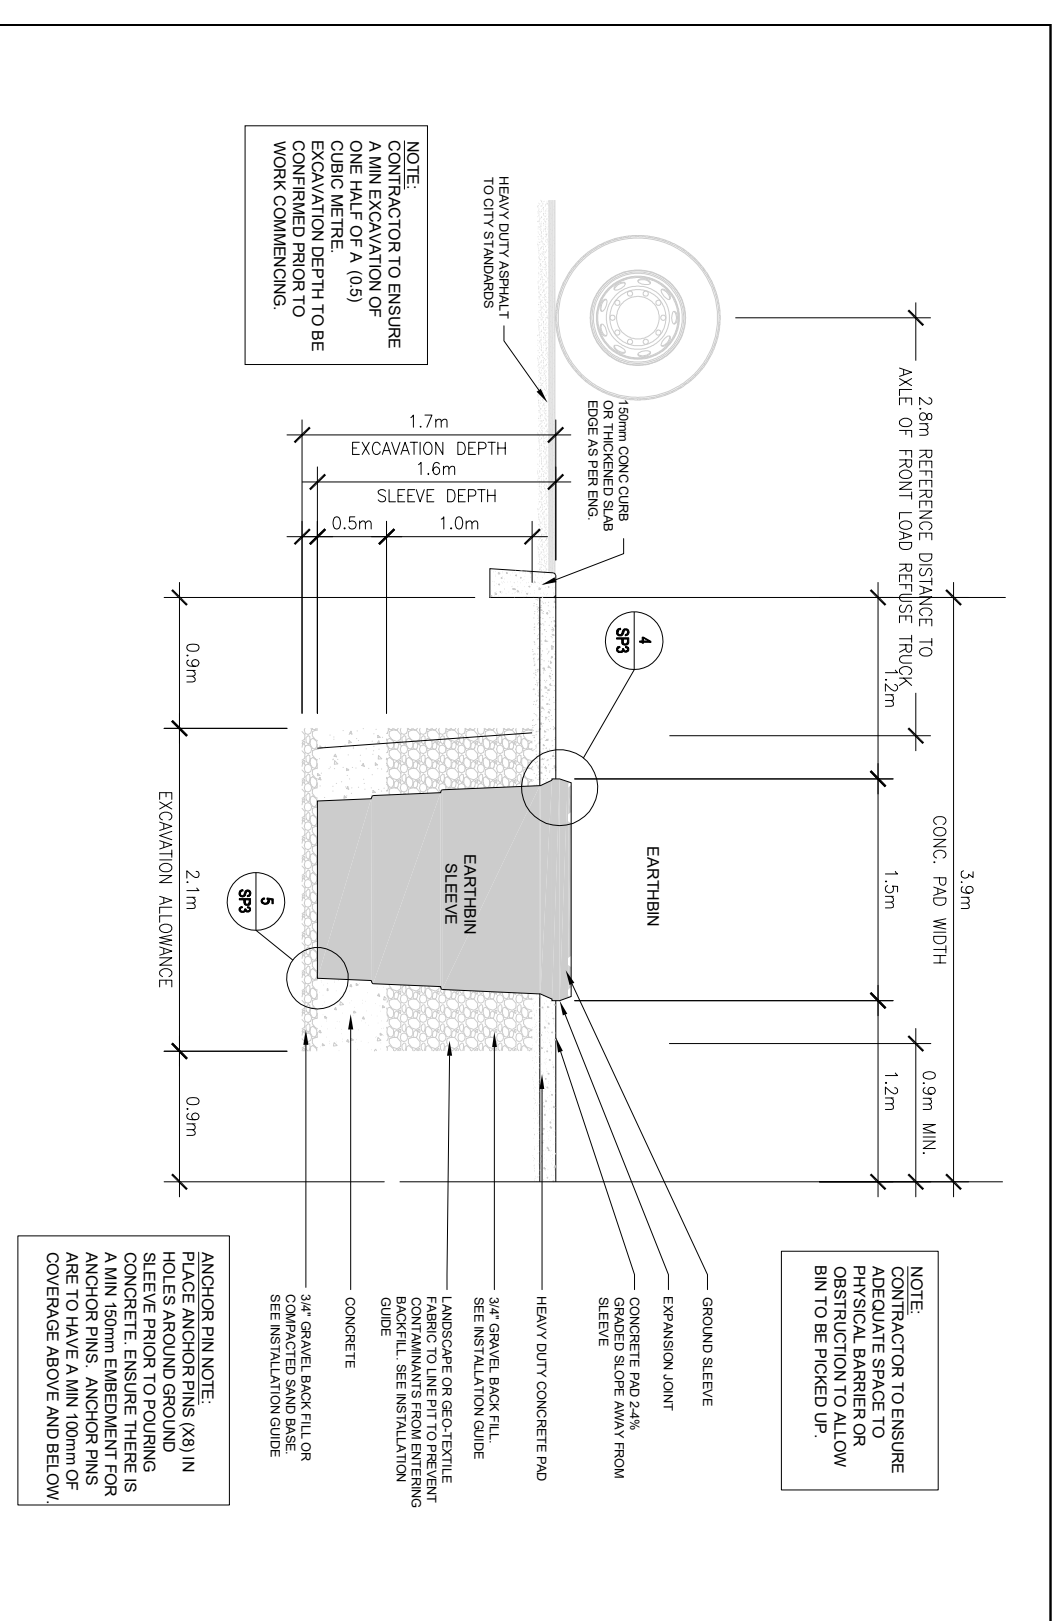 NOTE:
CONTRACTOR TO ENSURE
ADEQUATE SPACE TO
PHYSICAL BARRIER OR
OBSTRUCTION TO ALLOW
BIN TO BE PICKED UP.
3.9m
CONC. PAD WIDTH
2.8m REFERENCE DISTANCE TO
AXLE OF FRONT LOAD REFUSE TRUCK
0.9m MIN.
1.2m
1.5m
1.2m
EARTHBIN
4
SP3
GROUND SLEEVE
EXPANSION JOINT
CONCRETE PAD 2-4%
GRADED SLOPE AWAY FROM
SLEEVE
HEAVY DUTY CONCRETE PAD
3/4" GRAVEL BACK FILL.
SEE INSTALLATION GUIDE
LANDSCAPE OR GEO-TEXTILE
FABRIC TO LINE PIT TO PREVENT
CONTAMINANTS FROM ENTERING
BACKFILL. SEE INSTALLATION
GUIDE
CONCRETE
3/4" GRAVEL BACK FILL OR
COMPACTED SAND BASE.
SEE INSTALLATION GUIDE
150mm CONC CURB
OR THICKENED SLAB
EDGE AS PER ENG.
HEAVY DUTY ASPHALT
TO CITY STANDARDS
EARTHBIN
SLEEVE
1.7m
EXCAVATION DEPTH
1.6m
SLEEVE DEPTH
0.5m
1.0m
5
SP3
0.9m
2.1m
0.9m
EXCAVATION ALLOWANCE
NOTE:
CONTRACTOR TO ENSURE
A MIN EXCAVATION OF
ONE HALF OF A (0.5)
CUBIC METRE.
EXCAVATION DEPTH TO BE
CONFIRMED PRIOR TO
WORK COMMENCING.
ANCHOR PIN NOTE:
PLACE ANCHOR PINS (X8) IN
HOLES AROUND GROUND
SLEEVE PRIOR TO POURING
CONCRETE. ENSURE THERE IS
A MIN 150mm EMBEDMENT FOR
ANCHOR PINS. ANCHOR PINS
ARE TO HAVE A MIN 100mm OF
COVERAGE ABOVE AND BELOW.